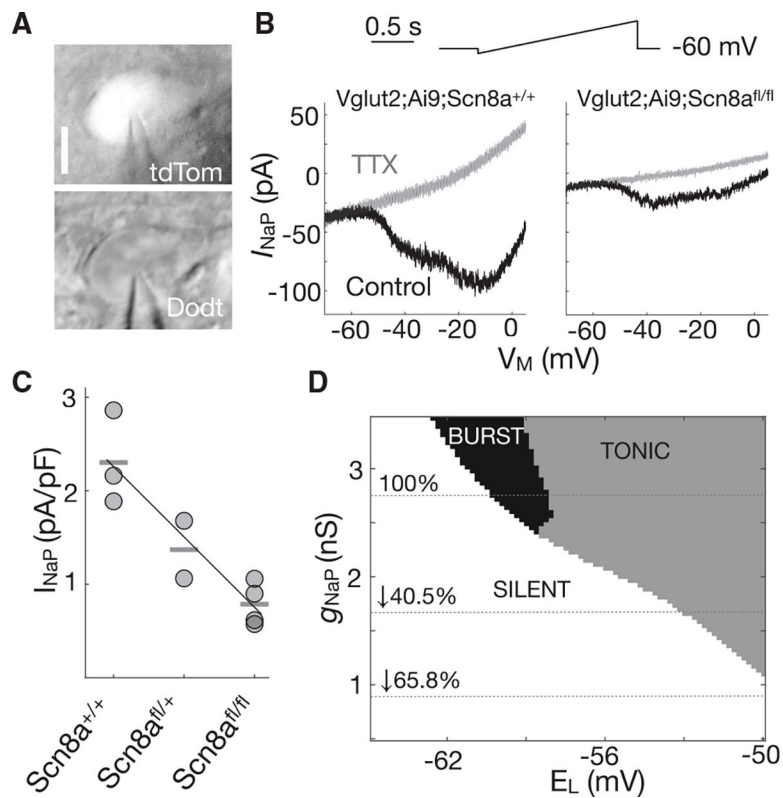 A
tdTom
Dodt
B
0.5 s
-60 mV
Vglut2;Ai9;Scn8a+/+
Vglut2;Ai9;Scn8afl/fl
50
0
-50
-100
INaP (pA)
TTX
Control
-60 -40 -20 0
-60 -40 -20 0
VM (mV)
C
3
2
1
INaP (pA/pF)
Scn8a+/+
Scn8afl/+
Scn8afl/fl
D
BURST
TONIC
100%
SILENT
↓40.5%
↓65.8%
3
2
1
gNaP (nS)
-62 -56 -50
EL (mV)